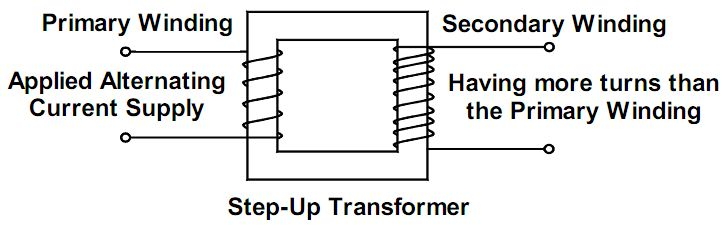 Primary Winding
Applied Alternating
Current Supply
Secondary Winding
Having more turns than
the Primary Winding
Step-Up Transformer